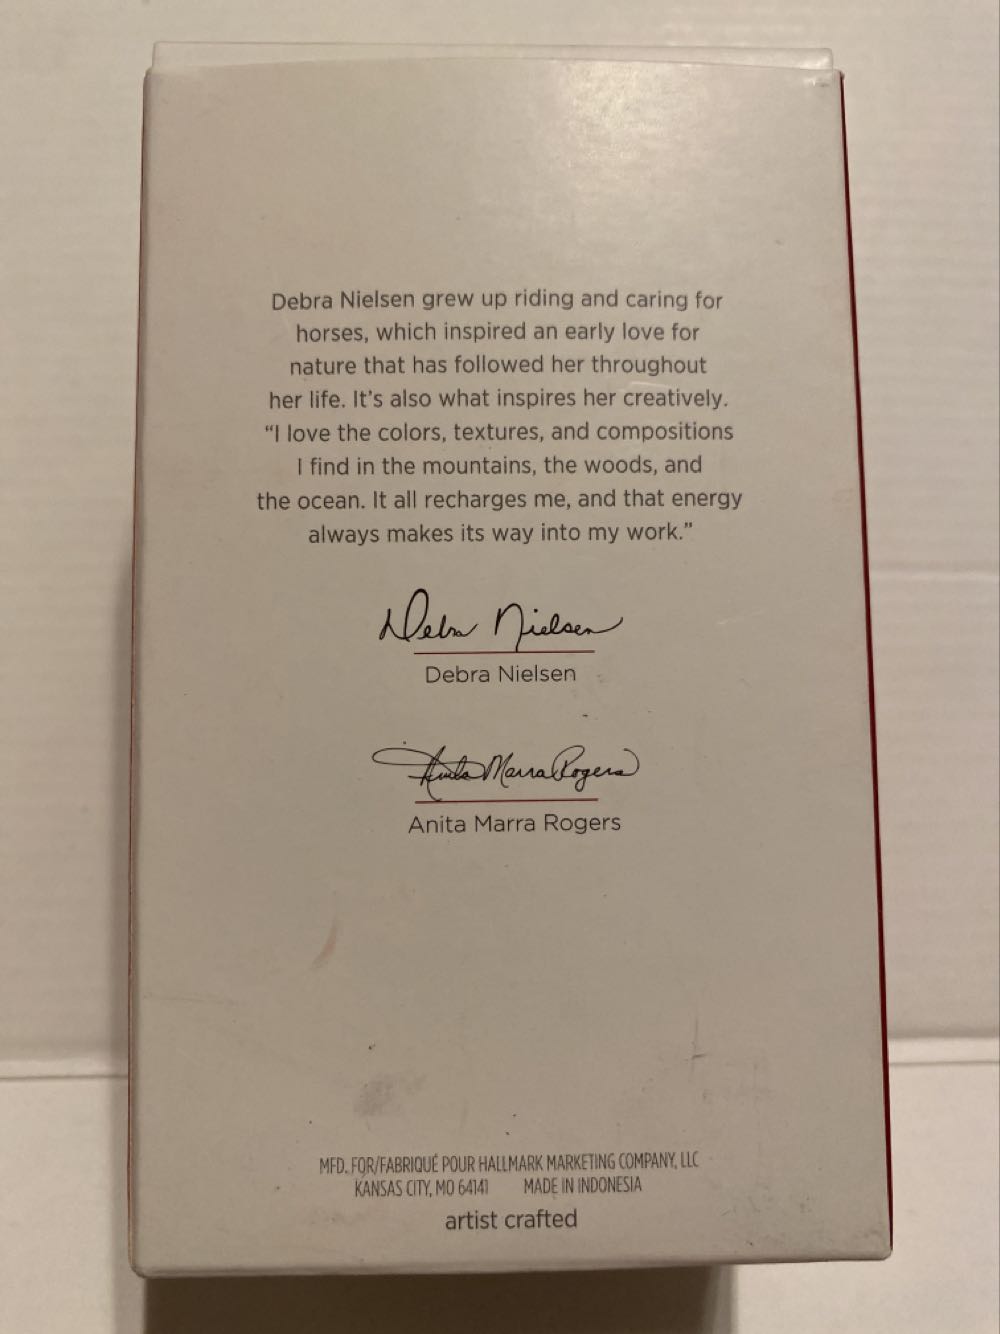 Debra Nielsen grew up riding and caring for
horses, which inspired an early love for
nature that has followed her throughout
her life. It's also what inspires her creatively.
“I love the colors, textures, and compositions
I find in the mountains, the woods, and
the ocean. It all recharges me, and that energy
always makes its way into my work.”
Debra Nielsen
Debra Nielsen
Anita Marra Rogers
Anita Marra Rogers
MFD. FOR/FABRIQUÉ POUR HALLMARK MARKETING COMPANY, LLC
KANSAS CITY, MO 64141 MADE IN INDONESIA
artist crafted